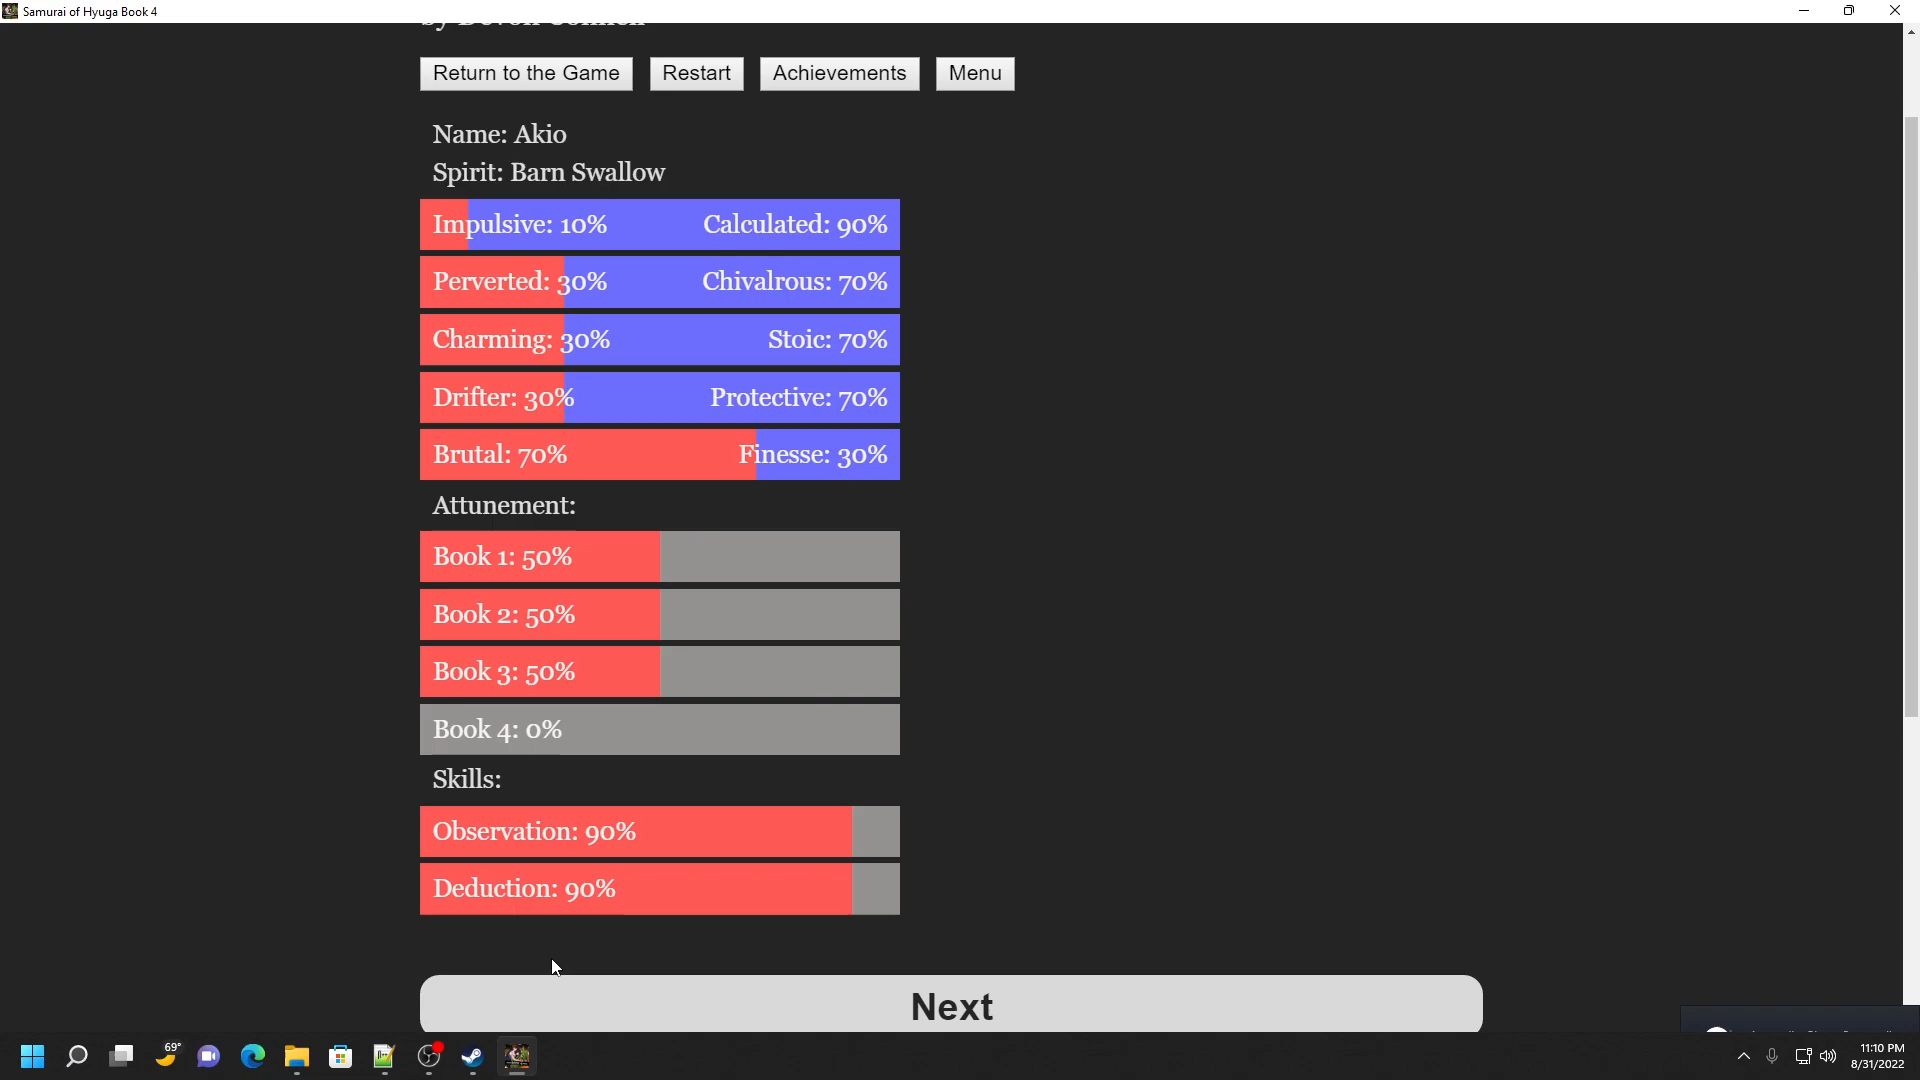 Samurai of Hyuga Book 4
Return to the Game Restart Achievements Menu
Name: Akio
Spirit: Barn Swallow
Impulsive: 10% Calculated: 90%
Perverted: 30% Chivalrous: 70%
Charming: 30% Stoic: 70%
Drifter: 30% Protective: 70%
Brutal: 70% Finesse: 30%
Attunement:
Book 1: 50%
Book 2: 50%
Book 3: 50%
Book 4: 0%
Skills:
Observation: 90%
Deduction: 90%
Next
69°
11:10 PM
8/31/2022